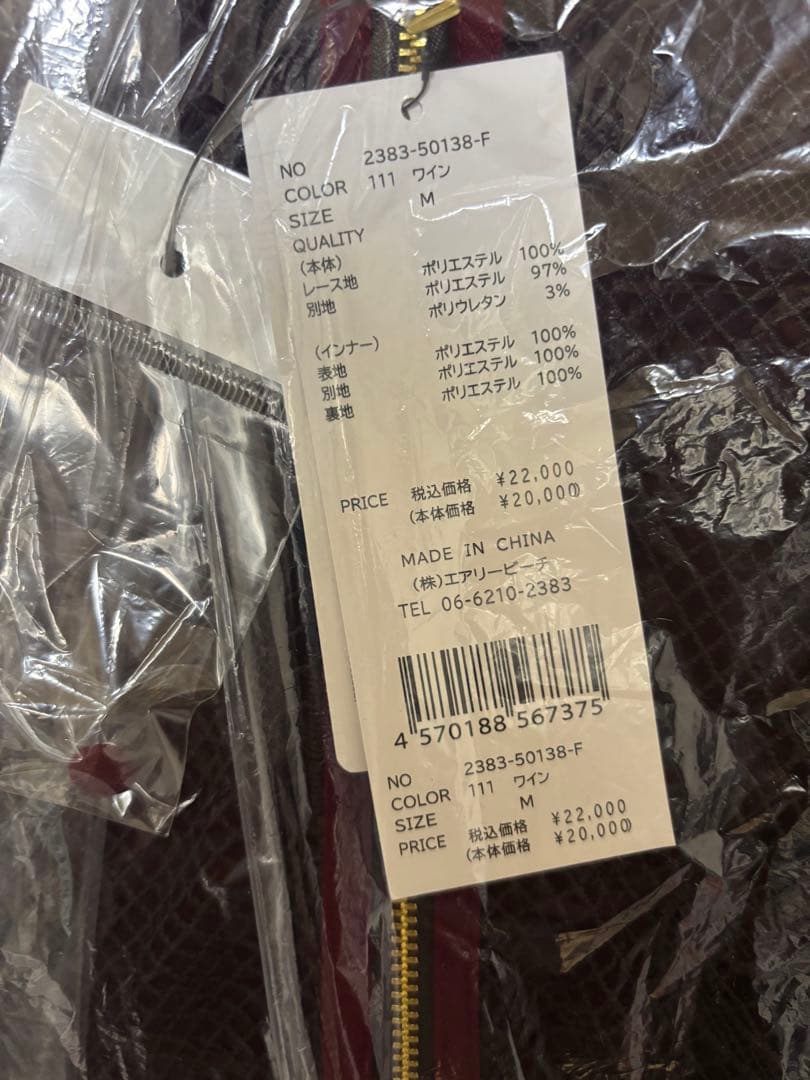 NO 2383-50138-F
COLOR 111 ワイン
SIZE M
QUALITY
(本体)
レース地 ポリエステル 100%
別地 ポリエステル 97%
ポリウレタン 3%
(インナー)
表地 ポリエステル 100%
別地 ポリエステル 100%
裏地 ポリエステル 100%
PRICE 税込価格 ¥22,000
(本体価格 ¥20,000)
MADE IN CHINA
(株)エアリービーチ
TEL 06-6210-2383
4 570188 567375
NO 2383-50138-F
COLOR 111 ワイン
SIZE M
PRICE 税込価格 ¥22,000
(本体価格 ¥20,000)